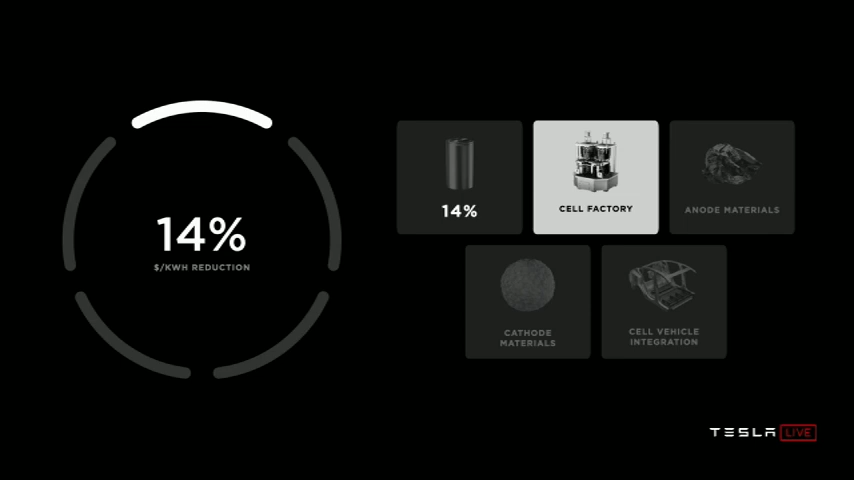 14%
$/KWH REDUCTION
14%
CELL FACTORY
ANODE MATERIALS
CATHODE
MATERIALS
CELL VEHICLE
INTEGRATION
TESLA LIVE